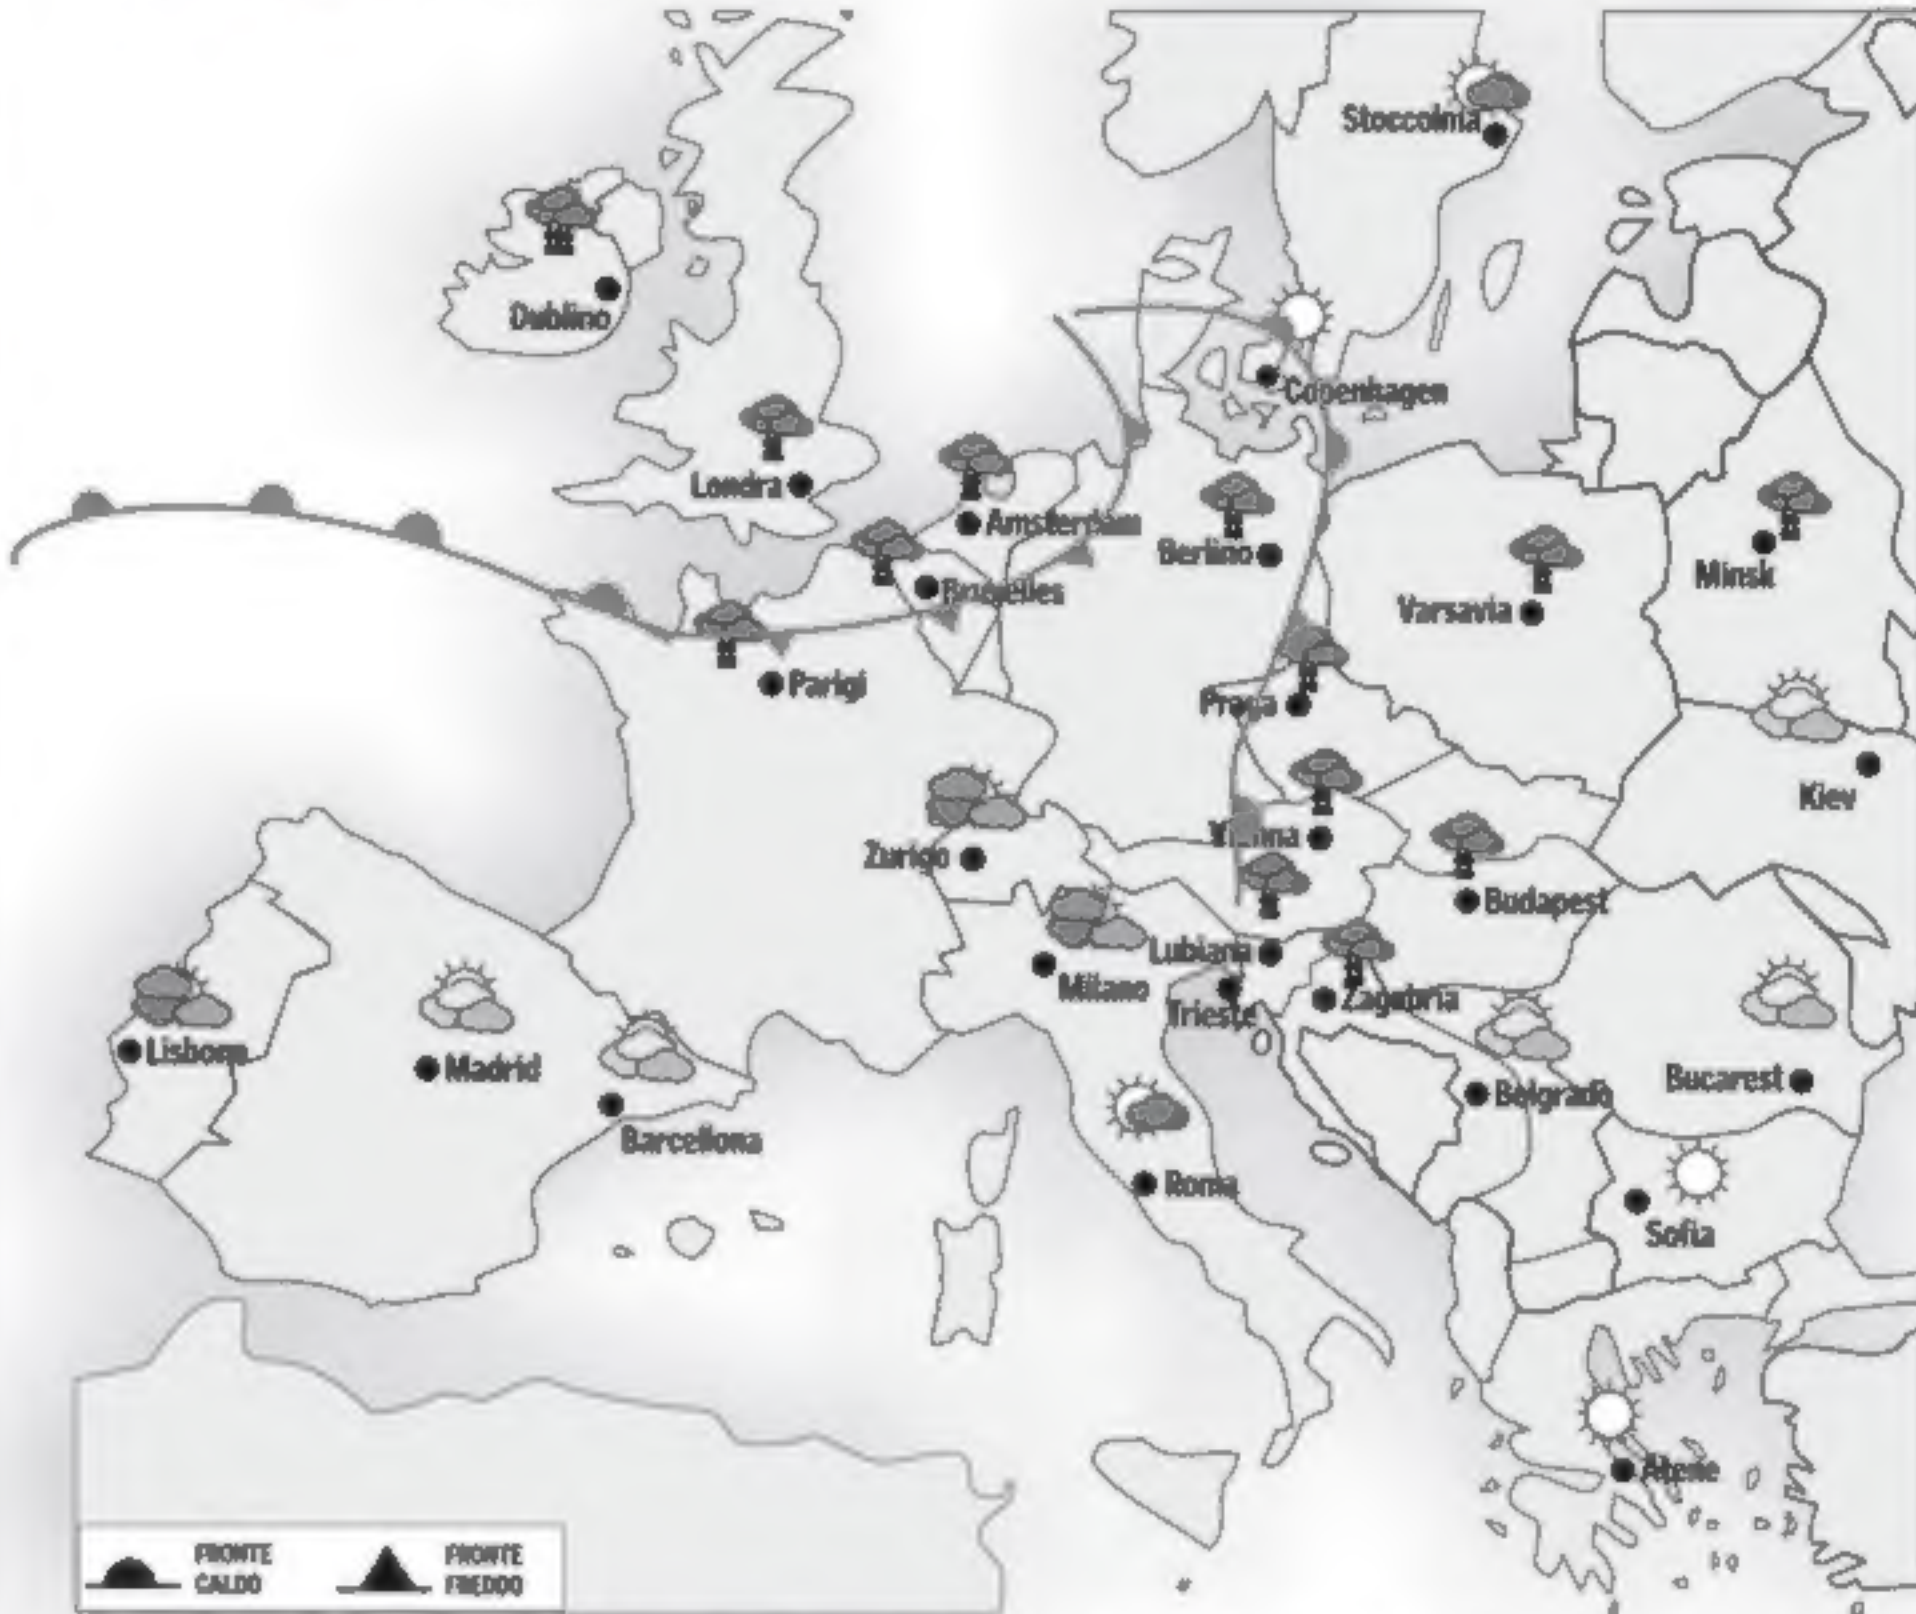 Stoccolma
Dublino
Copenhagen
Londra
Amsterdam
Berlino
Minsk
Bruxelles
Varsavia
Parigi
Praga
Kiev
Vienna
Zurigo
Budapest
Lubiana
Milano
Zagabria
Trieste
Lisbona
Madrid
Bucarest
Belgrado
Barcellona
Roma
Sofia
Atene
FRONTE
CALDO
FRONTE
FREDDO